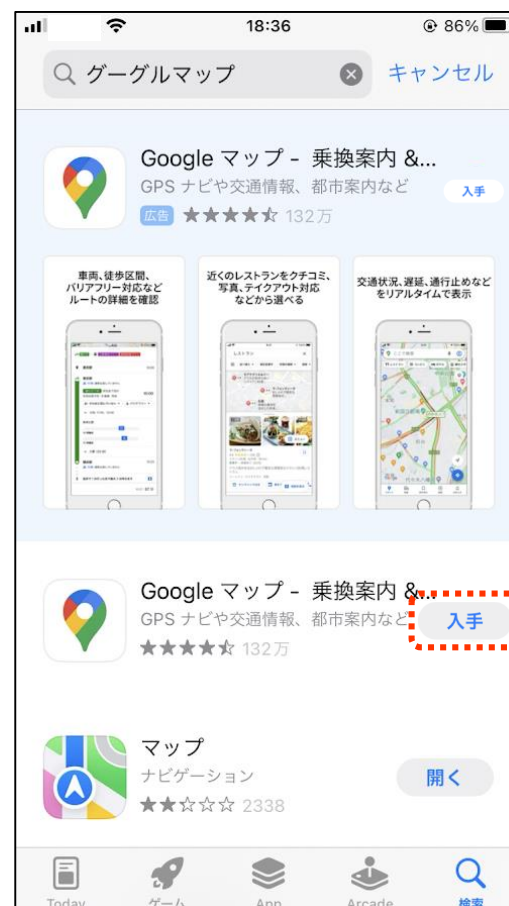 18:36
86%
グーグルマップ
キャンセル
Google マップ - 乗換案内 &...
GPS ナビや交通情報、都市案内など
入手
広告 ★★★★☆ 132万
車両、徒歩区間、
バリアフリー対応など
ルートの詳細を確認
近くのレストランをクチコミ、
写真、テイクアウト対応
などから選べる
交通状況、遅延、通行止めなど
をリアルタイムで表示
Google マップ - 乗換案内 &...
GPS ナビや交通情報、都市案内など
入手
★★★★☆ 132万
マップ
ナビゲーション
開く
★★☆☆☆ 2338
Today
ゲーム
App
Arcade
検索